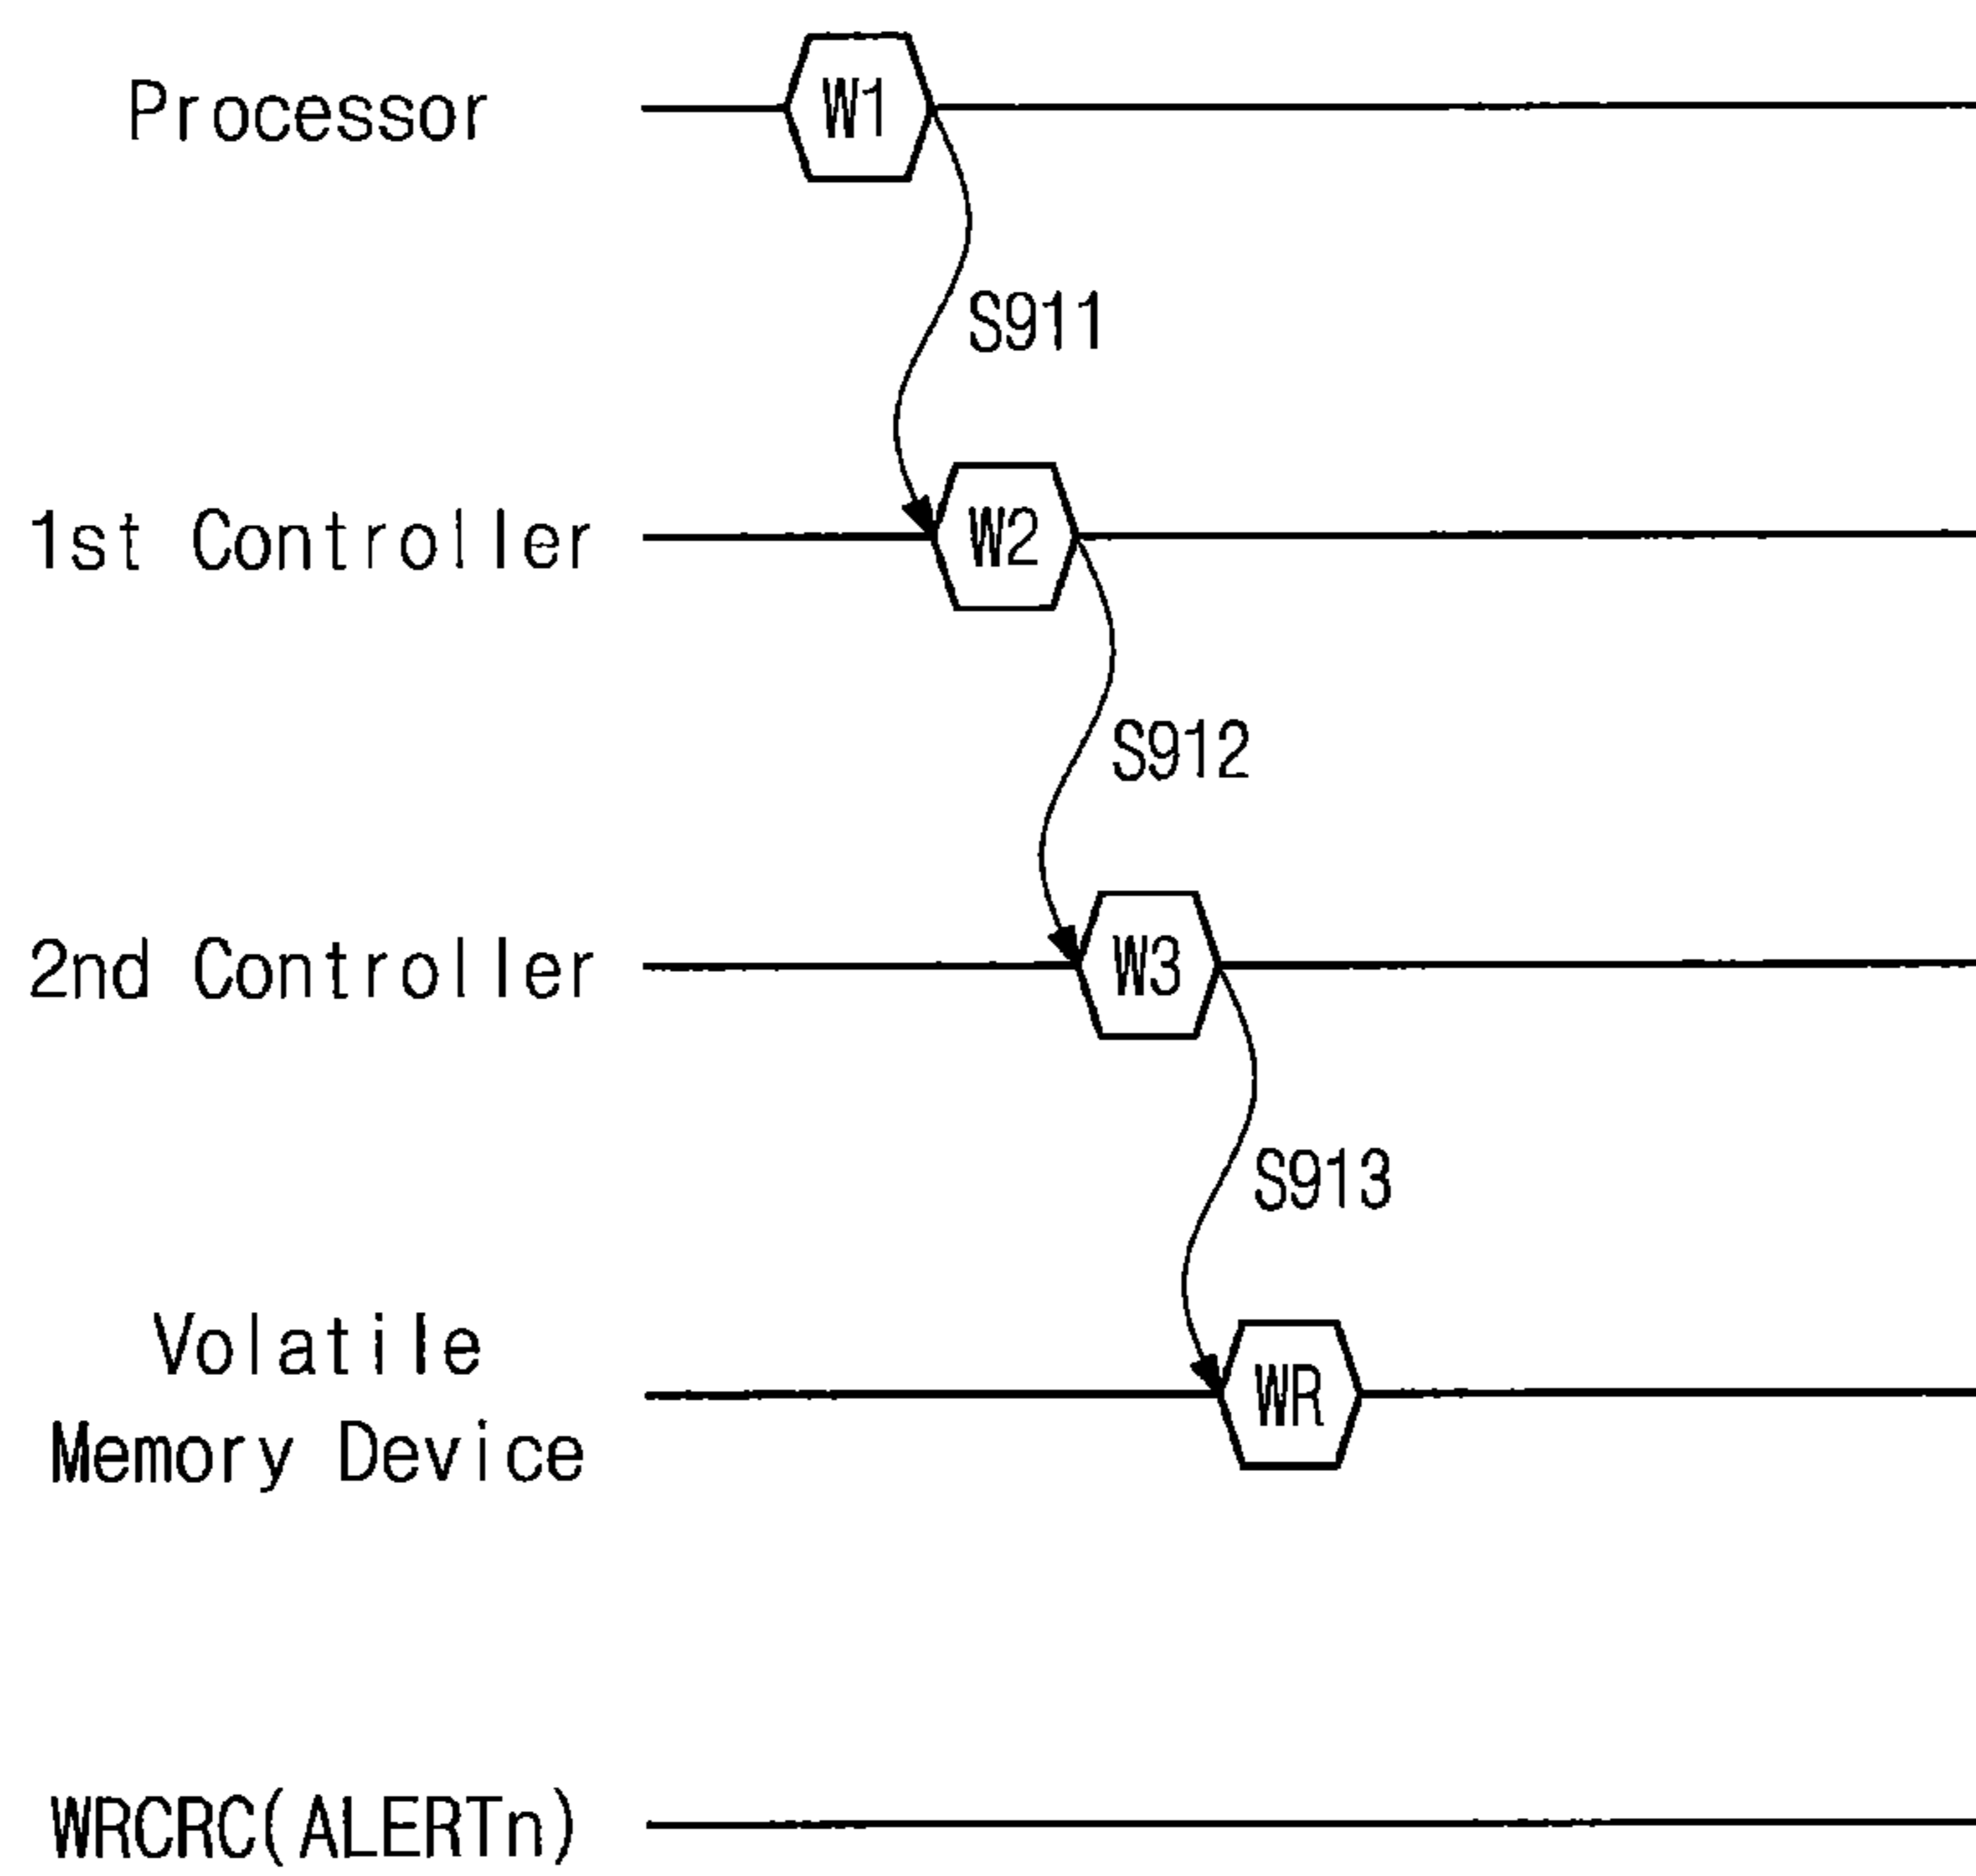 Processor
W1
S911
1st Controller
W2
S912
2nd Controller
W3
S913
Volatile
Memory Device
WR
WRCRC(ALERTn)